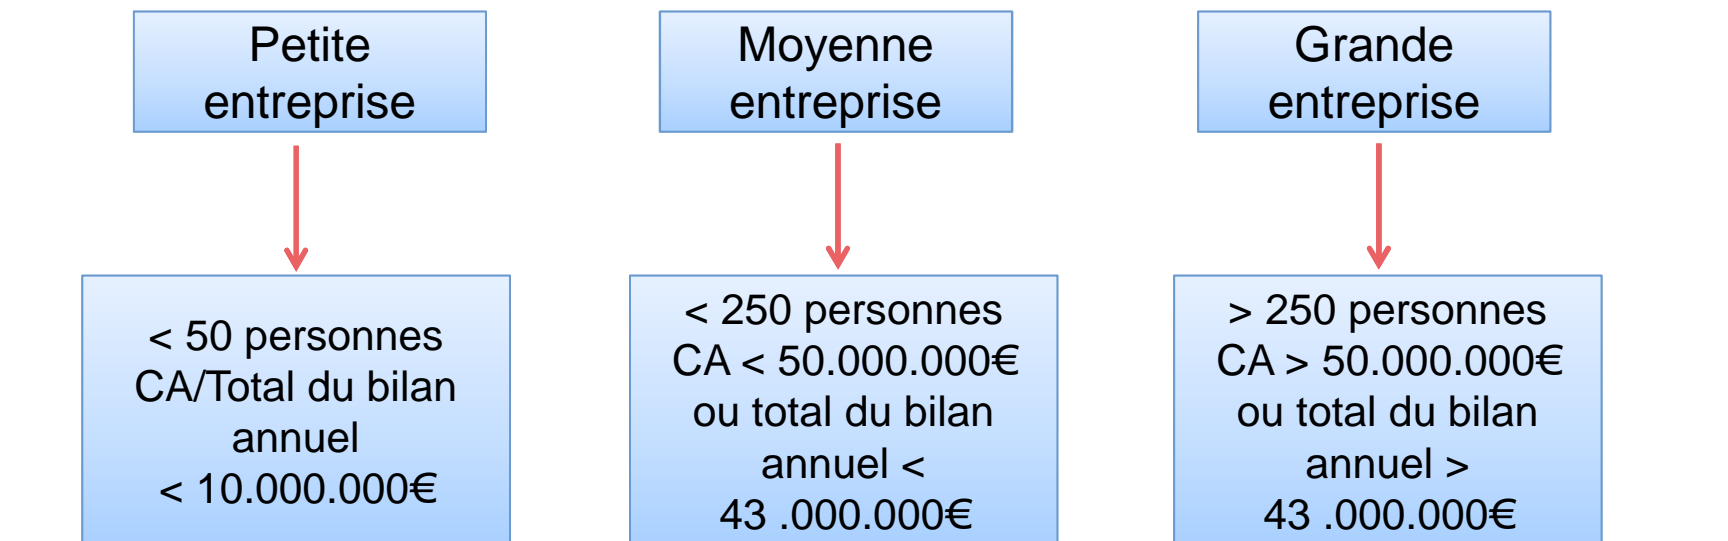 Petite
entreprise
Moyenne
entreprise
Grande
entreprise
< 50 personnes
CA/Total du bilan
annuel
< 10.000.000€
< 250 personnes
CA < 50.000.000€
ou total du bilan
annuel <
43 .000.000€
> 250 personnes
CA > 50.000.000€
ou total du bilan
annuel >
43 .000.000€